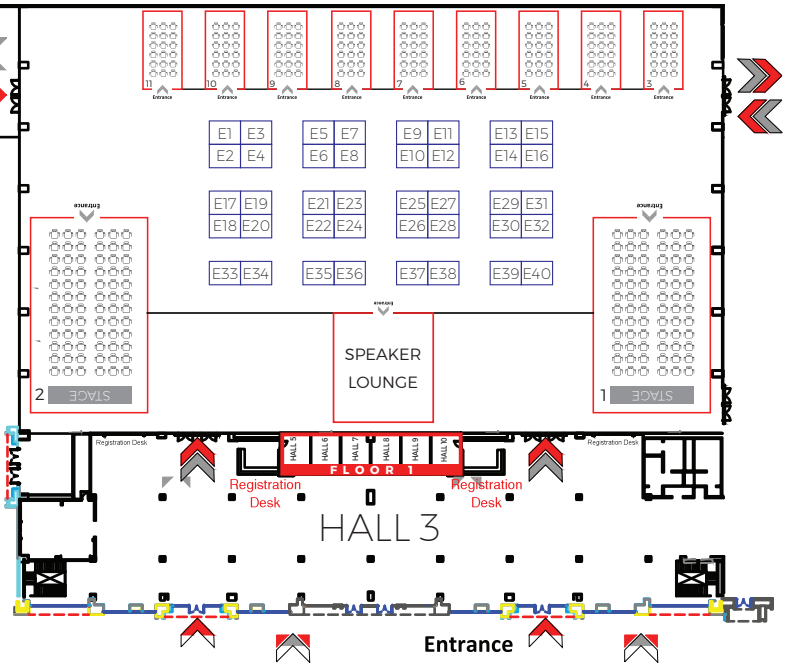 11 10 9 8 7 6 5 4 3
Entrance Entrance Entrance Entrance Entrance Entrance Entrance Entrance Entrance
E1 E3 E5 E7 E9 E11 E13 E15
E2 E4 E6 E8 E10 E12 E14 E16
E17 E19 E21 E23 E25 E27 E29 E31
E18 E20 E22 E24 E26 E28 E30 E32
Entrance Entrance
E33 E34 E35 E36 E37 E38 E39 E40
Entrance
SPEAKER
LOUNGE
2 STAGE 1 STAGE
Registration Desk Registration Desk
HALL 5 HALL 6 HALL 7 HALL 8 HALL 9 HALL 10
FLOOR 1
Registration Registration
Desk Desk
HALL 3
Entrance